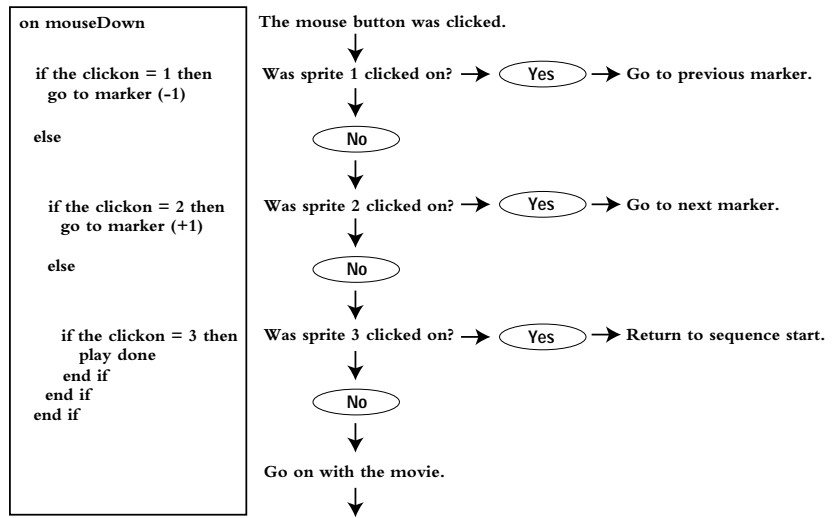 on mouseDown
if the clickon = 1 then
go to marker (-1)
else
if the clickon = 2 then
go to marker (+1)
else
if the clickon = 3 then
play done
end if
end if
end if
The mouse button was clicked.
Was sprite 1 clicked on?
Yes
Go to previous marker.
No
Was sprite 2 clicked on?
Yes
Go to next marker.
No
Was sprite 3 clicked on?
Yes
Return to sequence start.
No
Go on with the movie.